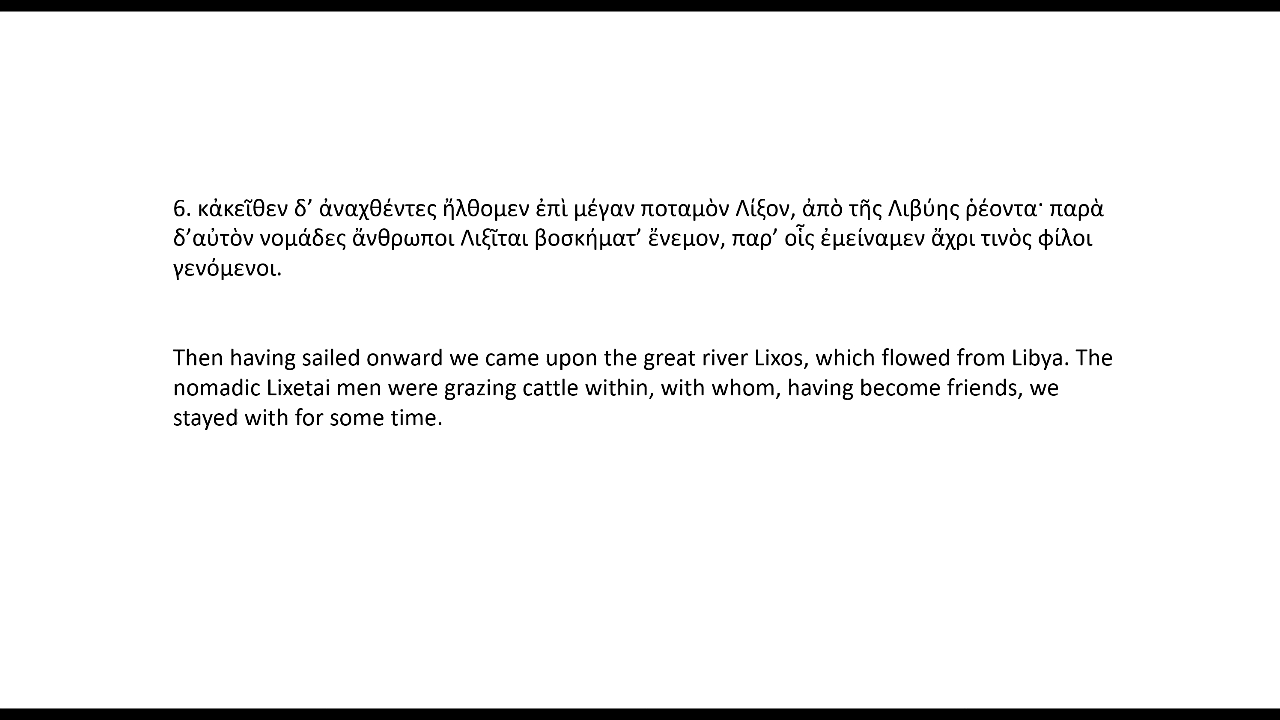 6. κἀκεῖθεν δ’ ἀναχθέντες ἤλθομεν ἐπὶ μέγαν ποταμὸν Λίξον, ἀπὸ τῆς Λιβύης ῥέοντα· παρὰ
δ’αὐτὸν νομάδες ἄνθρωποι Λιξῖται βοσκήματ’ ἔνεμον, παρ’ οἷς ἐμείναμεν ἄχρι τινὸς φίλοι
γενόμενοι.
Then having sailed onward we came upon the great river Lixos, which flowed from Libya. The
nomadic Lixetai men were grazing cattle within, with whom, having become friends, we
stayed with for some time.